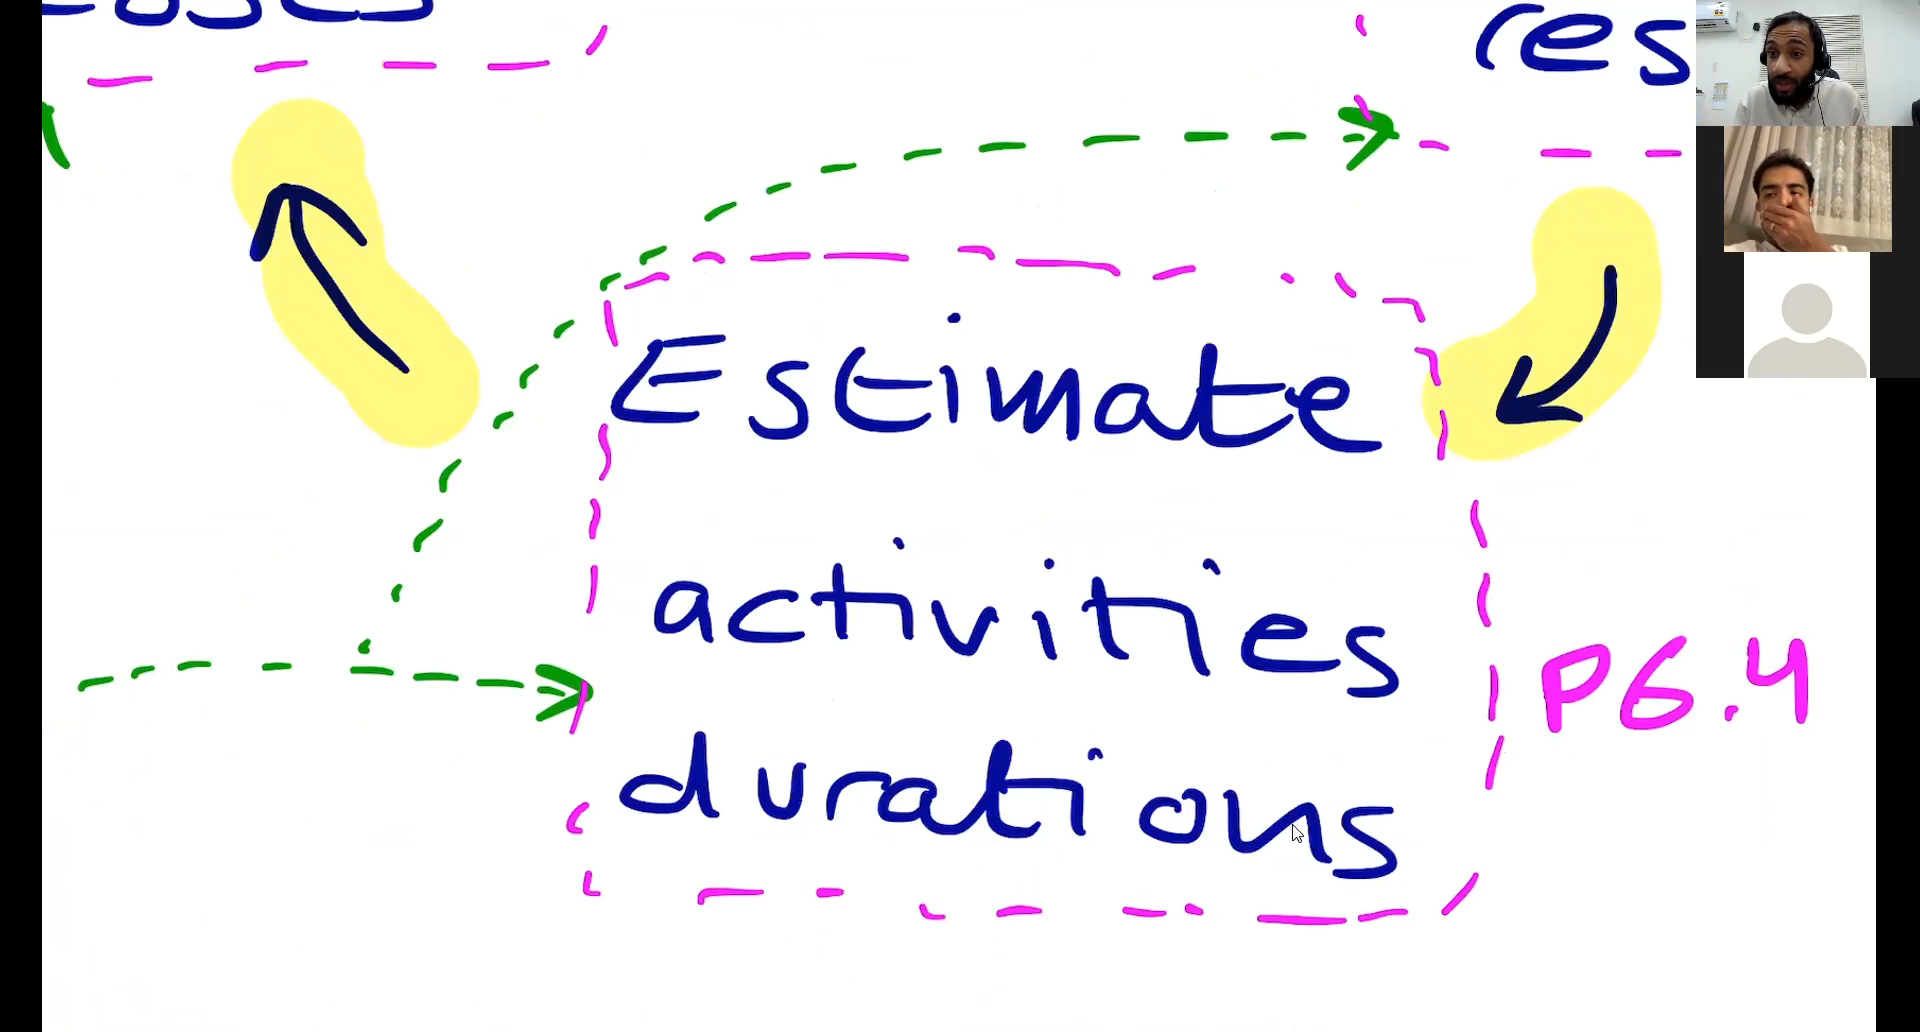 res
Estimate
activities
P6.4
durations